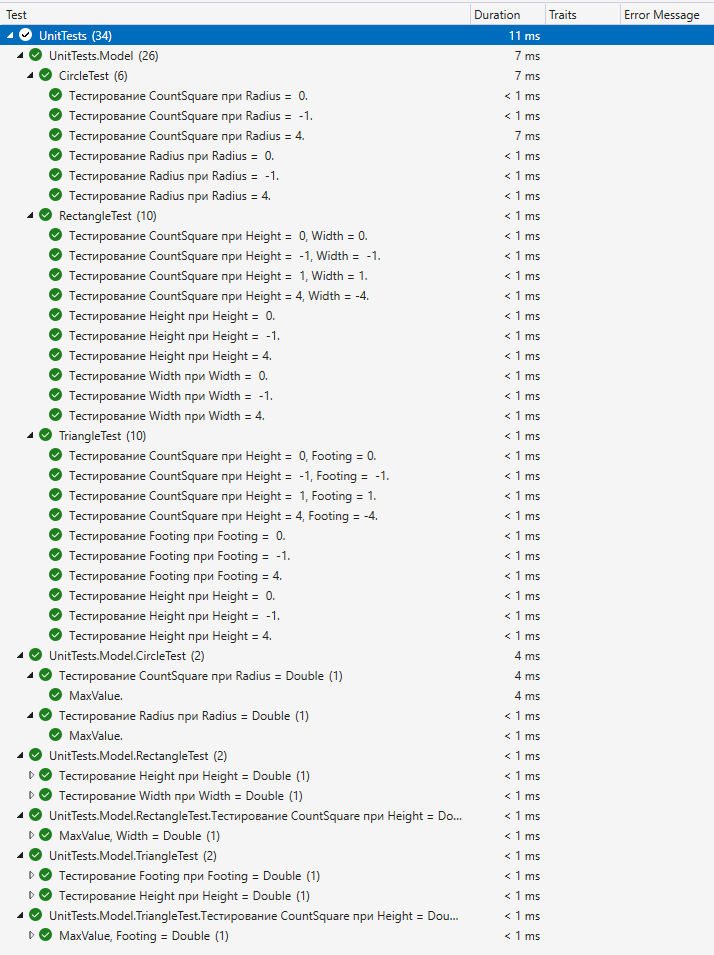 Test Duration Traits Error Message
UnitTests (34) 11 ms
UnitTests.Model (26) 7 ms
CircleTest (6) 7 ms
Тестирование CountSquare при Radius =  0. < 1 ms
Тестирование CountSquare при Radius =  -1. < 1 ms
Тестирование CountSquare при Radius = 4. 7 ms
Тестирование Radius при Radius =  0. < 1 ms
Тестирование Radius при Radius =  -1. < 1 ms
Тестирование Radius при Radius = 4. < 1 ms
RectangleTest (10) < 1 ms
Тестирование CountSquare при Height =  0, Width = 0. < 1 ms
Тестирование CountSquare при Height =  -1, Width =  -1. < 1 ms
Тестирование CountSquare при Height =  1, Width = 1. < 1 ms
Тестирование CountSquare при Height = 4, Width = -4. < 1 ms
Тестирование Height при Height =  0. < 1 ms
Тестирование Height при Height =  -1. < 1 ms
Тестирование Height при Height = 4. < 1 ms
Тестирование Width при Width =  0. < 1 ms
Тестирование Width при Width =  -1. < 1 ms
Тестирование Width при Width = 4. < 1 ms
TriangleTest (10) < 1 ms
Тестирование CountSquare при Height =  0, Footing = 0. < 1 ms
Тестирование CountSquare при Height =  -1, Footing =  -1. < 1 ms
Тестирование CountSquare при Height =  1, Footing = 1. < 1 ms
Тестирование CountSquare при Height = 4, Footing = -4. < 1 ms
Тестирование Footing при Footing =  0. < 1 ms
Тестирование Footing при Footing =  -1. < 1 ms
Тестирование Footing при Footing = 4. < 1 ms
Тестирование Height при Height =  0. < 1 ms
Тестирование Height при Height =  -1. < 1 ms
Тестирование Height при Height = 4. < 1 ms
UnitTests.Model.CircleTest (2) 4 ms
Тестирование CountSquare при Radius = Double (1) 4 ms
MaxValue. 4 ms
Тестирование Radius при Radius = Double (1) < 1 ms
MaxValue. < 1 ms
UnitTests.Model.RectangleTest (2) < 1 ms
Тестирование Height при Height = Double (1) < 1 ms
Тестирование Width при Width = Double (1) < 1 ms
UnitTests.Model.RectangleTest.Тестирование CountSquare при Height = Do... < 1 ms
MaxValue, Width = Double (1) < 1 ms
UnitTests.Model.TriangleTest (2) < 1 ms
Тестирование Footing при Footing = Double (1) < 1 ms
Тестирование Height при Height = Double (1) < 1 ms
UnitTests.Model.TriangleTest.Тестирование CountSquare при Height = Dou... < 1 ms
MaxValue, Footing = Double (1) < 1 ms